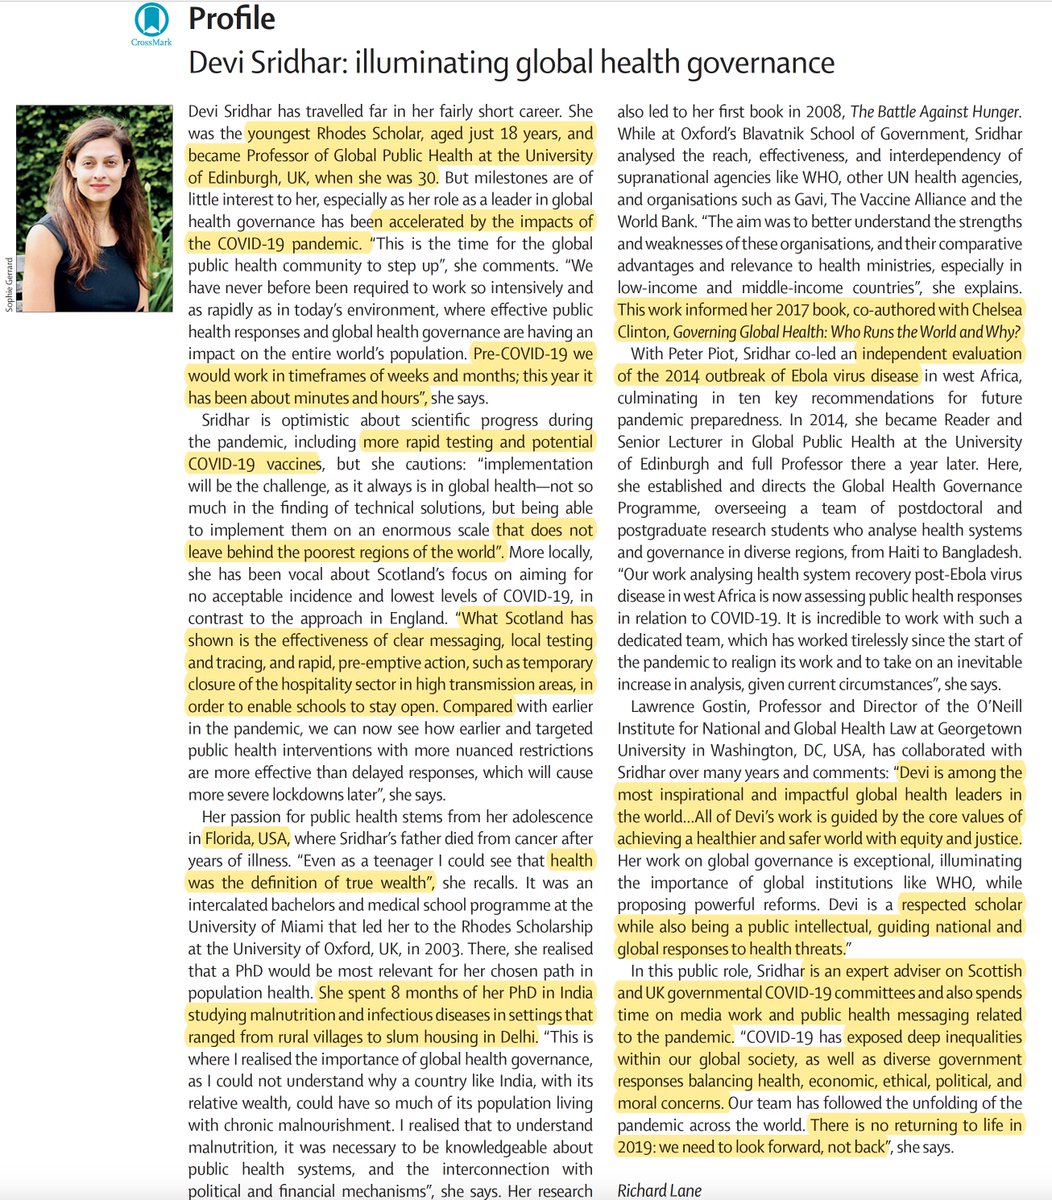 CrossMark
Profile
Devi Sridhar: illuminating global health governance
Sophie Gerrard
Devi Sridhar has travelled far in her fairly short career. She
was the youngest Rhodes Scholar, aged just 18 years, and
became Professor of Global Public Health at the University
of Edinburgh, UK, when she was 30. But milestones are of
little interest to her, especially as her role as a leader in global
health governance has been accelerated by the impacts of
the COVID-19 pandemic. “This is the time for the global
public health community to step up”, she comments. “We
have never before been required to work so intensively and
as rapidly as in today’s environment, where effective public
health responses and global health governance are having an
impact on the entire world’s population. Pre-COVID-19 we
would work in timeframes of weeks and months; this year it
has been about minutes and hours”, she says.
Sridhar is optimistic about scientific progress during
the pandemic, including more rapid testing and potential
COVID-19 vaccines, but she cautions: “implementation
will be the challenge, as it always is in global health—not so
much in the finding of technical solutions, but being able
to implement them on an enormous scale that does not
leave behind the poorest regions of the world”. More locally,
she has been vocal about Scotland’s focus on aiming for
no acceptable incidence and lowest levels of COVID-19, in
contrast to the approach in England. “What Scotland has
shown is the effectiveness of clear messaging, local testing
and tracing, and rapid, pre-emptive action, such as temporary
closure of the hospitality sector in high transmission areas, in
order to enable schools to stay open. Compared with earlier
in the pandemic, we can now see how earlier and targeted
public health interventions with more nuanced restrictions
are more effective than delayed responses, which will cause
more severe lockdowns later”, she says.
Her passion for public health stems from her adolescence
in Florida, USA, where Sridhar’s father died from cancer after
years of illness. “Even as a teenager I could see that health
was the definition of true wealth”, she recalls. It was an
intercalated bachelors and medical school programme at the
University of Miami that led her to the Rhodes Scholarship
at the University of Oxford, UK, in 2003. There, she realised
that a PhD would be most relevant for her chosen path in
population health. She spent 8 months of her PhD in India
studying malnutrition and infectious diseases in settings that
ranged from rural villages to slum housing in Delhi. “This is
where I realised the importance of global health governance,
as I could not understand why a country like India, with its
relative wealth, could have so much of its population living
with chronic malnourishment. I realised that to understand
malnutrition, it was necessary to be knowledgeable about
public health systems, and the interconnection with
political and financial mechanisms”, she says. Her research
also led to her first book in 2008, The Battle Against Hunger.
While at Oxford’s Blavatnik School of Government, Sridhar
analysed the reach, effectiveness, and interdependency of
supranational agencies like WHO, other UN health agencies,
and organisations such as Gavi, The Vaccine Alliance and the
World Bank. “The aim was to better understand the strengths
and weaknesses of these organisations, and their comparative
advantages and relevance to health ministries, especially in
low-income and middle-income countries”, she explains.
This work informed her 2017 book, co-authored with Chelsea
Clinton, Governing Global Health: Who Runs the World and Why?
With Peter Piot, Sridhar co-led an independent evaluation
of the 2014 outbreak of Ebola virus disease in west Africa,
culminating in ten key recommendations for future
pandemic preparedness. In 2014, she became Reader and
Senior Lecturer in Global Public Health at the University
of Edinburgh and full Professor there a year later. Here,
she established and directs the Global Health Governance
Programme, overseeing a team of postdoctoral and
postgraduate research students who analyse health systems
and governance in diverse regions, from Haiti to Bangladesh.
“Our work analysing health system recovery post-Ebola virus
disease in west Africa is now assessing public health responses
in relation to COVID-19. It is incredible to work with such a
dedicated team, which has worked tirelessly since the start of
the pandemic to realign its work and to take on an inevitable
increase in analysis, given current circumstances”, she says.
Lawrence Gostin, Professor and Director of the O’Neill
Institute for National and Global Health Law at Georgetown
University in Washington, DC, USA, has collaborated with
Sridhar over many years and comments: “Devi is among the
most inspirational and impactful global health leaders in
the world...All of Devi’s work is guided by the core values of
achieving a healthier and safer world with equity and justice.
Her work on global governance is exceptional, illuminating
the importance of global institutions like WHO, while
proposing powerful reforms. Devi is a respected scholar
while also being a public intellectual, guiding national and
global responses to health threats.”
In this public role, Sridhar is an expert adviser on Scottish
and UK governmental COVID-19 committees and also spends
time on media work and public health messaging related
to the pandemic. “COVID-19 has exposed deep inequalities
within our global society, as well as diverse government
responses balancing health, economic, ethical, political, and
moral concerns. Our team has followed the unfolding of the
pandemic across the world. There is no returning to life in
2019: we need to look forward, not back”, she says.
Richard Lane